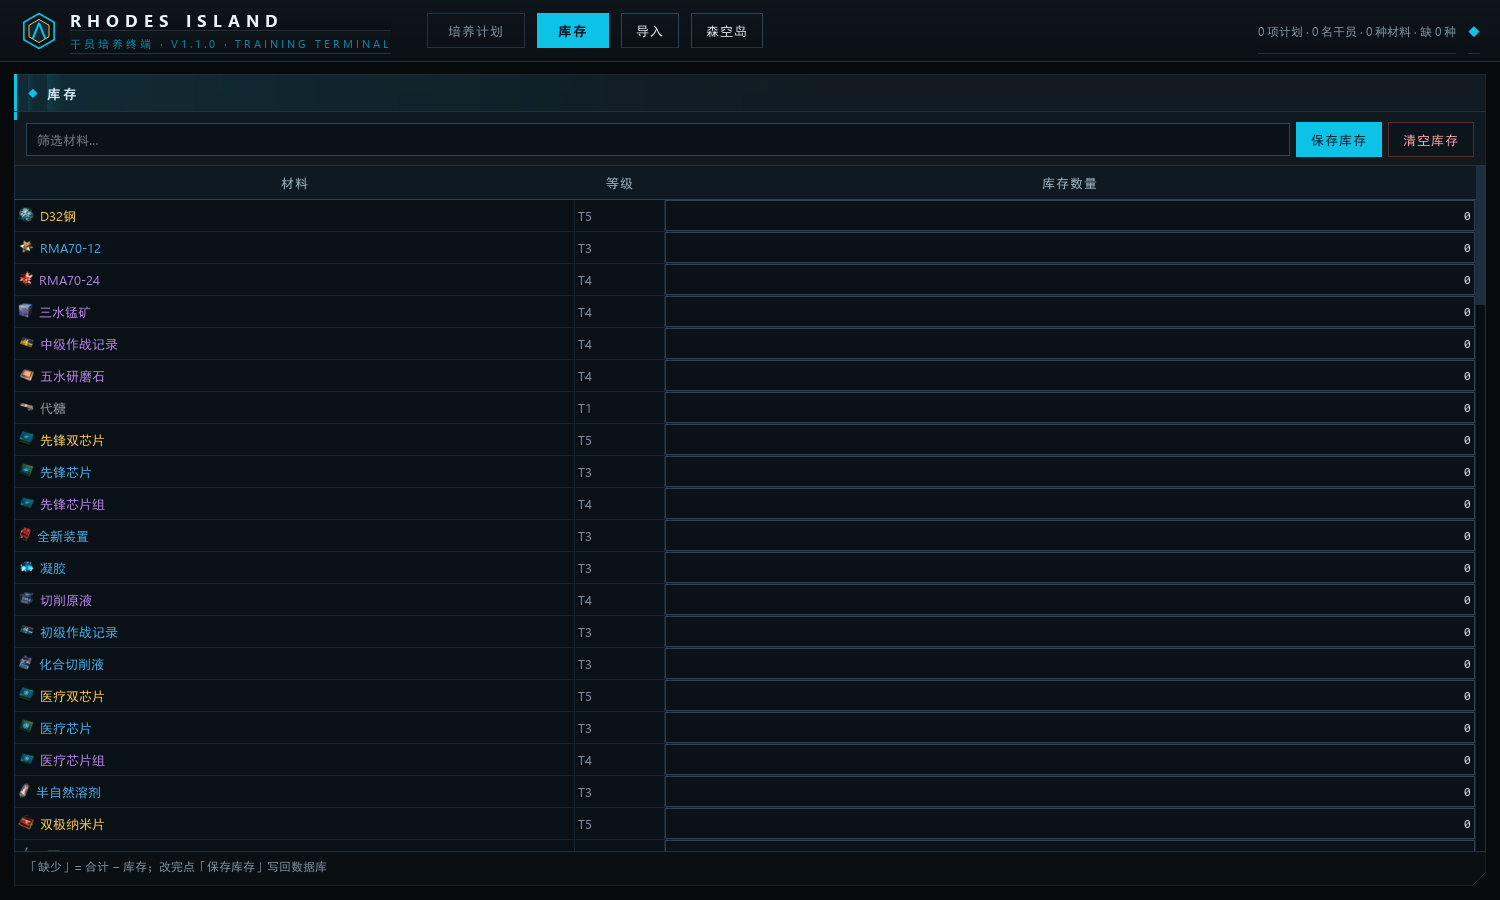 RHODES ISLAND
干员培养终端 · V1.1.0 · TRAINING TERMINAL
培养计划
库存
导入
森空岛
0 项计划 · 0 名干员 · 0 种材料 · 缺 0 种
库存
筛选材料...
保存库存
清空库存
材料 等级 库存数量
D32钢 T5 0
RMA70-12 T3 0
RMA70-24 T4 0
三水锰矿 T4 0
中级作战记录 T4 0
五水研磨石 T4 0
代糖 T1 0
先锋双芯片 T5 0
先锋芯片 T3 0
先锋芯片组 T4 0
全新装置 T3 0
凝胶 T3 0
切削原液 T4 0
初级作战记录 T3 0
化合切削液 T3 0
医疗双芯片 T5 0
医疗芯片 T3 0
医疗芯片组 T4 0
半自然溶剂 T3 0
双极纳米片 T5 0
「缺少」= 合计 − 库存；改完点「保存库存」写回数据库